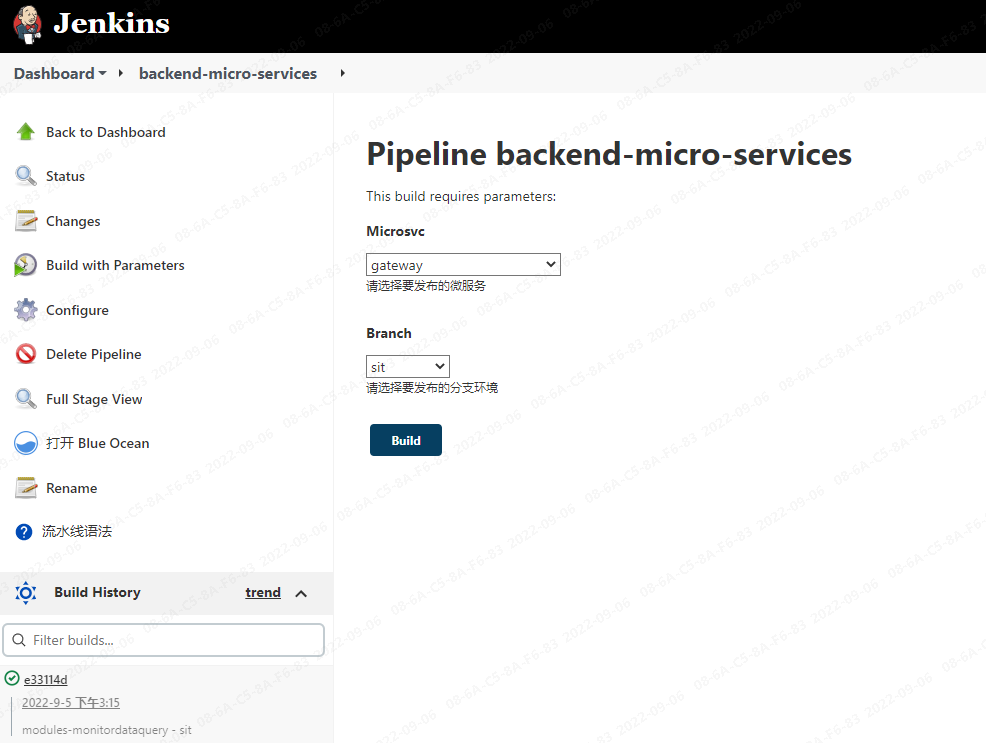 Jenkins
Dashboard
backend-micro-services
Back to Dashboard
Status
Changes
Build with Parameters
Configure
Delete Pipeline
Full Stage View
打开 Blue Ocean
Rename
流水线语法
Build History
trend
Filter builds...
e33114d
2022-9-5 下午3:15
modules-monitordataquery - sit
Pipeline backend-micro-services
This build requires parameters:
Microsvc
gateway
请选择要发布的微服务
Branch
sit
请选择要发布的分支环境
Build
08-6A-C5-8A-F6-83 2022-09-06